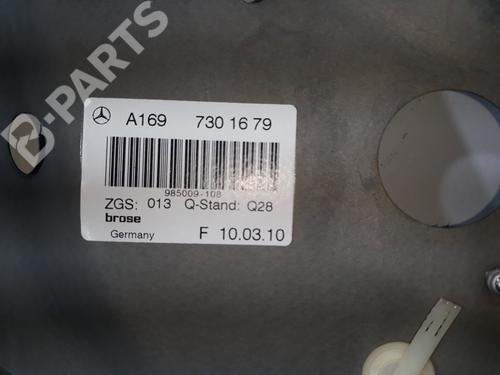 B-PARTS
A169 730 16 79
985009-108
ZGS: 013 Q-Stand: Q28
brose
Germany F 10.03.10